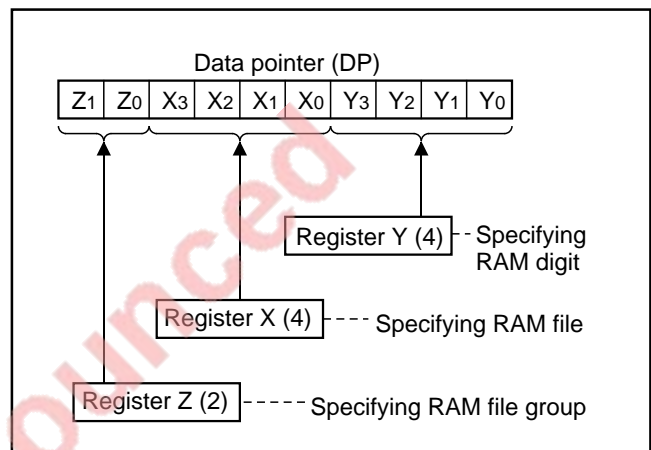 Data pointer (DP)
Z1 Z0 X3 X2 X1 X0 Y3 Y2 Y1 Y0
Register Y (4) Specifying
RAM digit
Register X (4) Specifying RAM file
Register Z (2) Specifying RAM file group
ounced